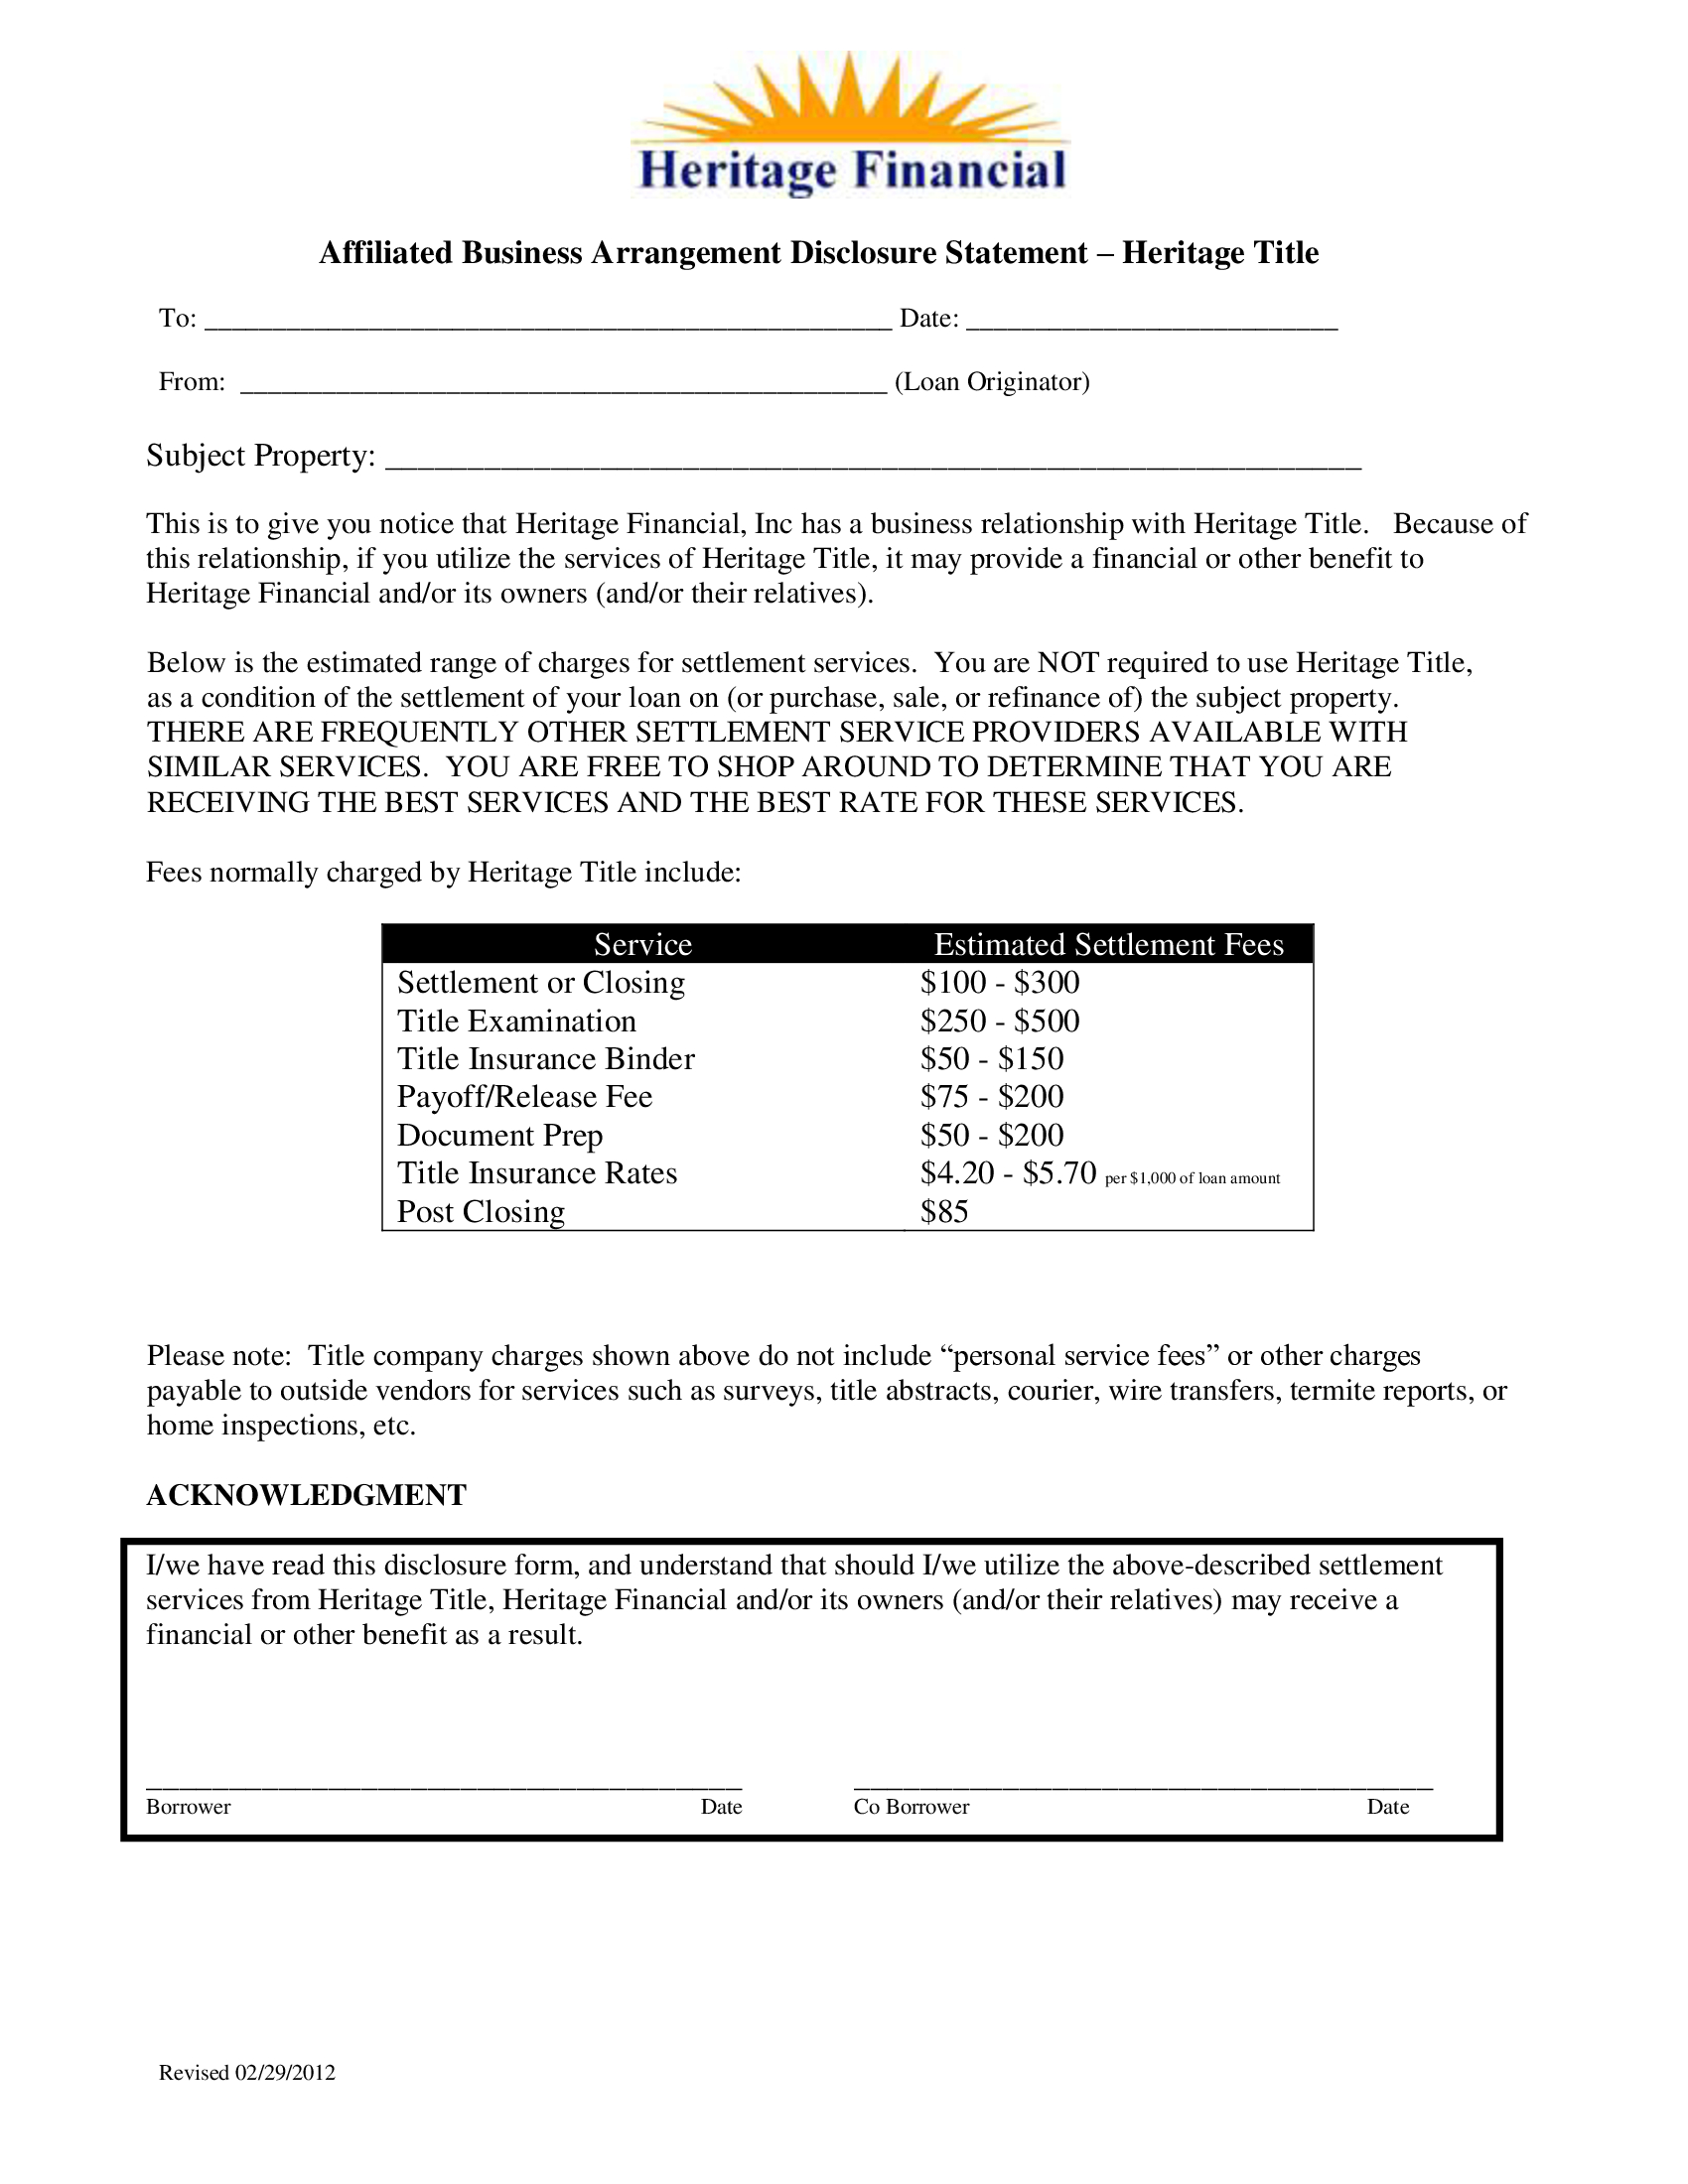 Heritage Financial
Affiliated Business Arrangement Disclosure Statement – Heritage Title
To: __________________________________________________ Date: ___________________________
From: _______________________________________________ (Loan Originator)
Subject Property: ____________________________________________________________
This is to give you notice that Heritage Financial, Inc has a business relationship with Heritage Title. Because of
this relationship, if you utilize the services of Heritage Title, it may provide a financial or other benefit to
Heritage Financial and/or its owners (and/or their relatives).
Below is the estimated range of charges for settlement services. You are NOT required to use Heritage Title,
as a condition of the settlement of your loan on (or purchase, sale, or refinance of) the subject property.
THERE ARE FREQUENTLY OTHER SETTLEMENT SERVICE PROVIDERS AVAILABLE WITH
SIMILAR SERVICES. YOU ARE FREE TO SHOP AROUND TO DETERMINE THAT YOU ARE
RECEIVING THE BEST SERVICES AND THE BEST RATE FOR THESE SERVICES.
Fees normally charged by Heritage Title include:
Service Estimated Settlement Fees
Settlement or Closing $100 - $300
Title Examination $250 - $500
Title Insurance Binder $50 - $150
Payoff/Release Fee $75 - $200
Document Prep $50 - $200
Title Insurance Rates $4.20 - $5.70 per $1,000 of loan amount
Post Closing $85
Please note: Title company charges shown above do not include “personal service fees” or other charges
payable to outside vendors for services such as surveys, title abstracts, courier, wire transfers, termite reports, or
home inspections, etc.
ACKNOWLEDGMENT
I/we have read this disclosure form, and understand that should I/we utilize the above-described settlement
services from Heritage Title, Heritage Financial and/or its owners (and/or their relatives) may receive a
financial or other benefit as a result.
_____________________________________ ____________________________________
Borrower Date Co Borrower Date
Revised 02/29/2012